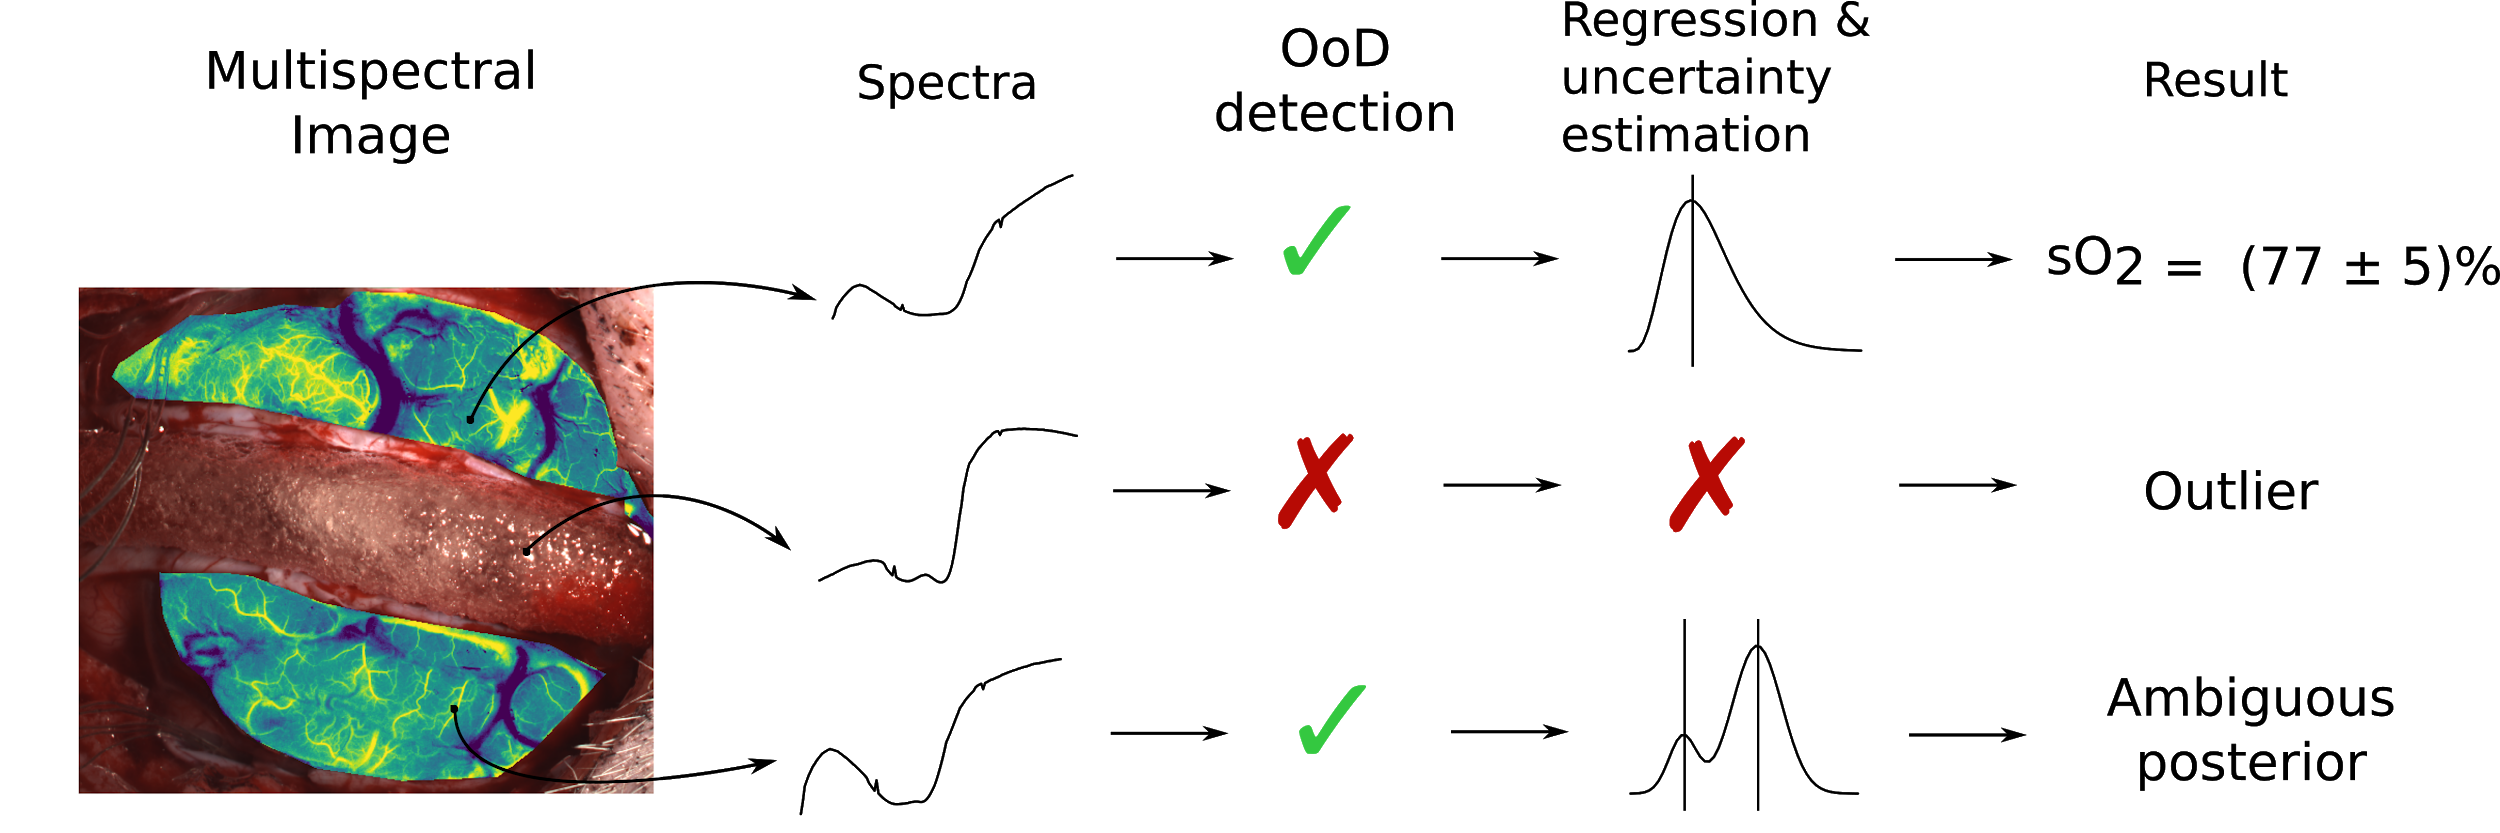 Multispectral
Image
Spectra
OoD
detection
Regression &
uncertainty
estimation
Result
sO2 = (77 ± 5)%
Outlier
Ambiguous
posterior